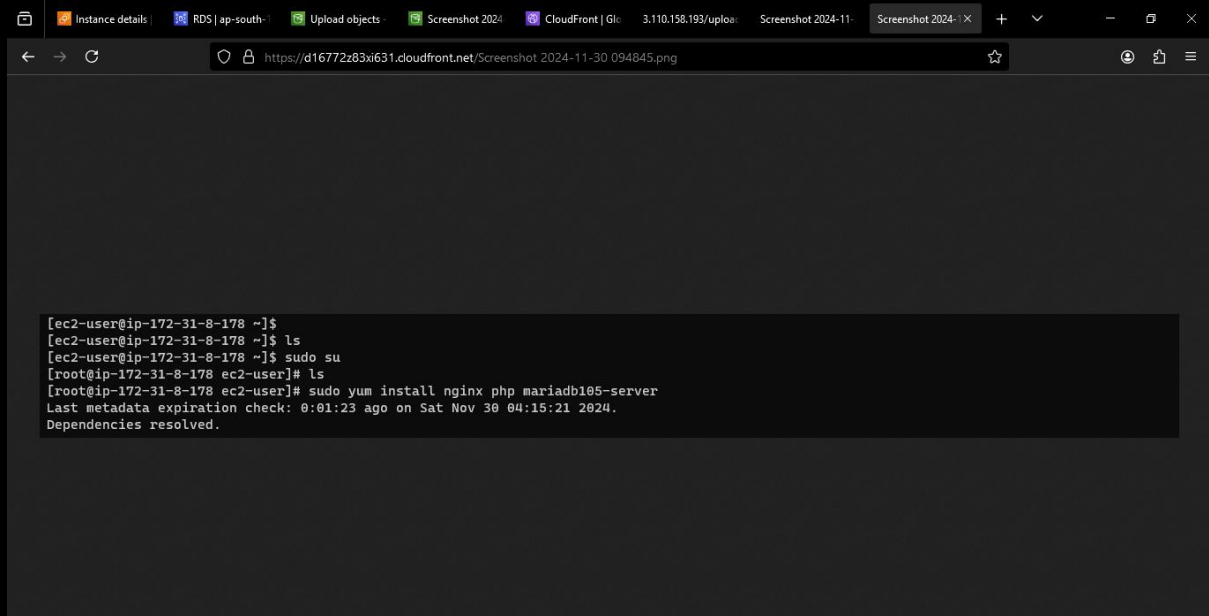 Instance details
RDS | ap-south-1
Upload objects -
Screenshot 2024
CloudFront | Glo
3.110.158.193/uploa
Screenshot 2024-11-
Screenshot 2024-1
https://d16772z83xi631.cloudfront.net/Screenshot 2024-11-30 094845.png
[ec2-user@ip-172-31-8-178 ~]$
[ec2-user@ip-172-31-8-178 ~]$ ls
[ec2-user@ip-172-31-8-178 ~]$ sudo su
[root@ip-172-31-8-178 ec2-user]# ls
[root@ip-172-31-8-178 ec2-user]# sudo yum install nginx php mariadb105-server
Last metadata expiration check: 0:01:23 ago on Sat Nov 30 04:15:21 2024.
Dependencies resolved.